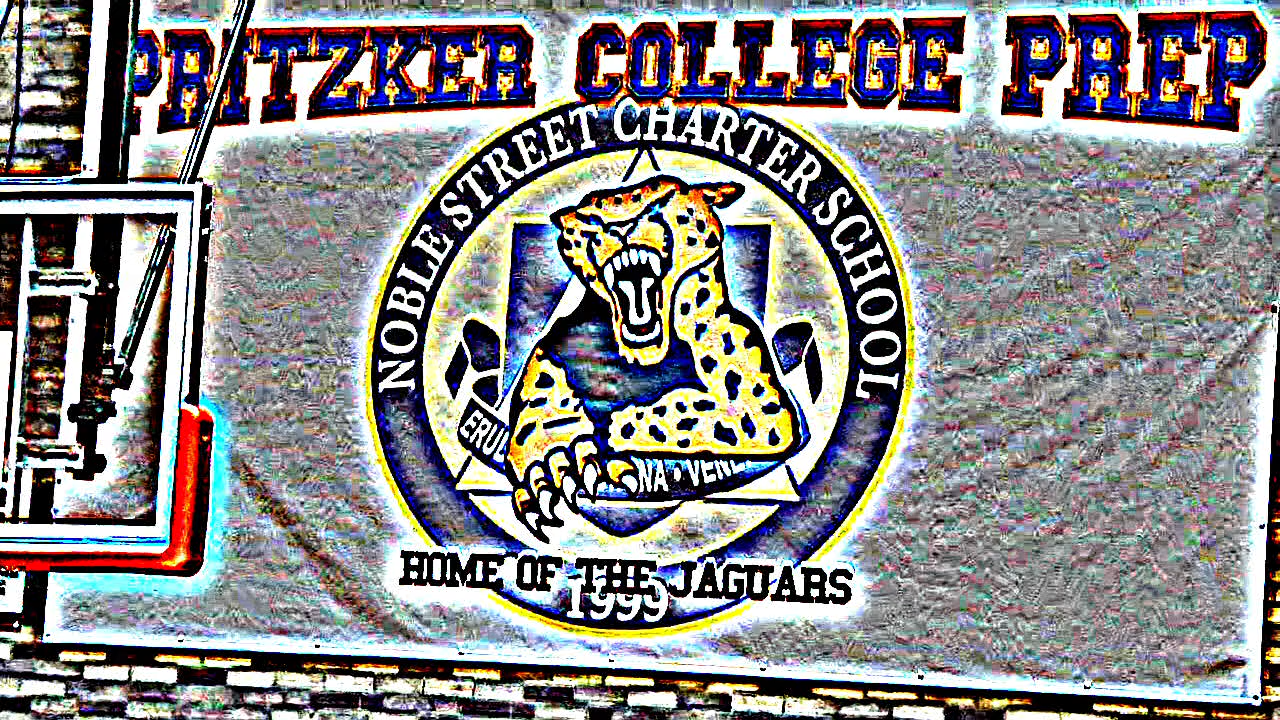 PRITZKER COLLEGE PREP
NOBLE STREET CHARTER SCHOOL
HOME OF THE JAGUARS
1999